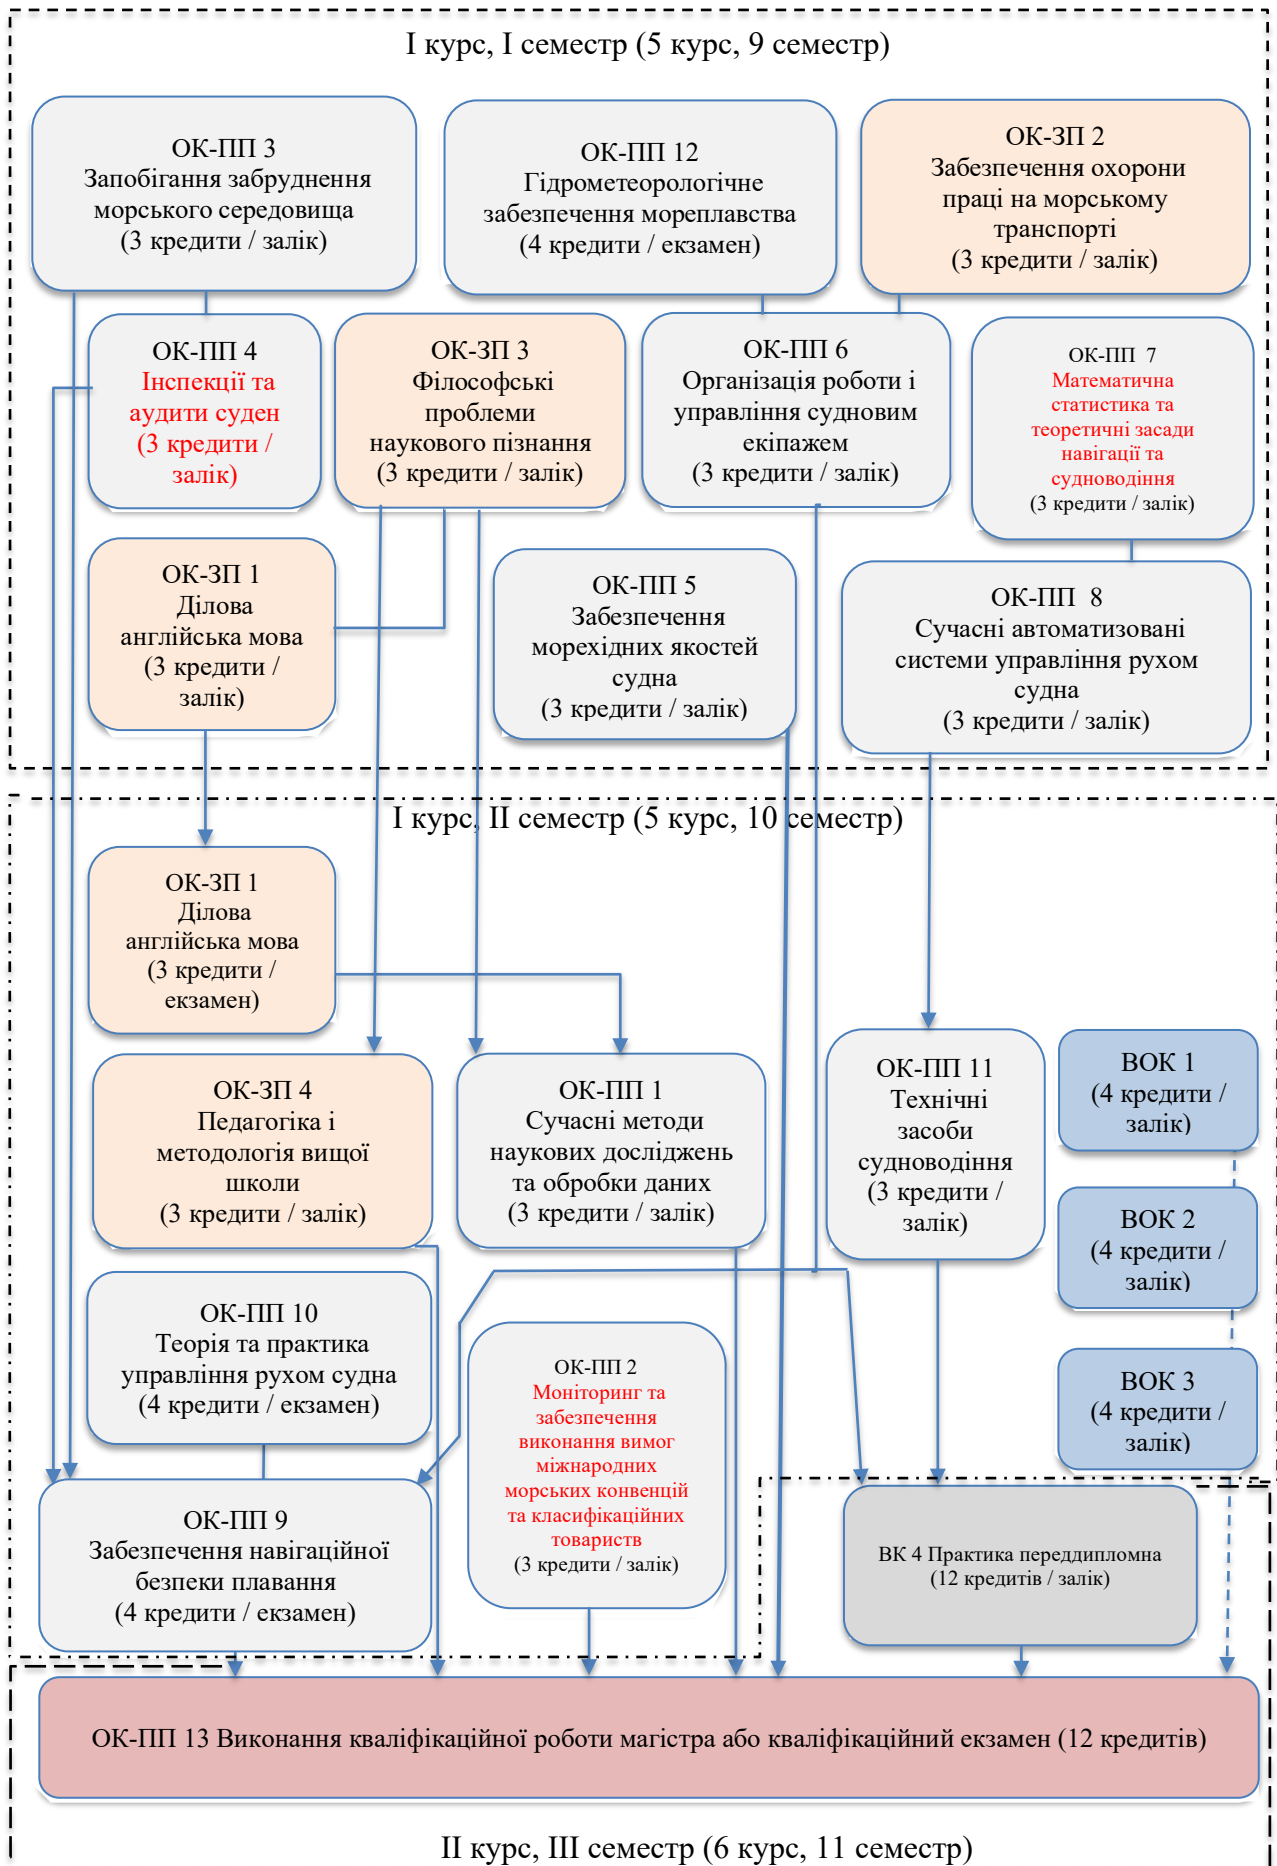 І курс, І семестр (5 курс, 9 семестр)
ОК-ПП 3
Запобігання забруднення
морського середовища
(3 кредити / залік)
ОК-ПП 12
Гідрометеорологічне
забезпечення мореплавства
(4 кредити / екзамен)
ОК-ЗП 2
Забезпечення охорони
праці на морському
транспорті
(3 кредити / залік)
ОК-ПП 4
Інспекції та
аудити суден
(3 кредити /
залік)
ОК-ЗП 3
Філософські
проблеми
наукового пізнання
(3 кредити / залік)
ОК-ПП 6
Організація роботи і
управління судновим
екіпажем
(3 кредити / залік)
ОК-ПП 7
Математична
статистика та
теоретичні засади
навігації та
судноводіння
(3 кредити / залік)
ОК-ЗП 1
Ділова
англійська мова
(3 кредити /
залік)
ОК-ПП 5
Забезпечення
морехідних якостей
судна
(3 кредити / залік)
ОК-ПП 8
Сучасні автоматизовані
системи управління рухом
судна
(3 кредити / залік)
І курс, ІІ семестр (5 курс, 10 семестр)
ОК-ЗП 1
Ділова
англійська мова
(3 кредити /
екзамен)
ОК-ЗП 4
Педагогіка і
методологія вищої
школи
(3 кредити / залік)
ОК-ПП 1
Сучасні методи
наукових досліджень
та обробки даних
(3 кредити / залік)
ОК-ПП 11
Технічні
засоби
судноводіння
(3 кредити /
залік)
ВОК 1
(4 кредити /
залік)
ВОК 2
(4 кредити /
залік)
ВОК 3
(4 кредити /
залік)
ОК-ПП 10
Теорія та практика
управління рухом судна
(4 кредити / екзамен)
ОК-ПП 2
Моніторинг та
забезпечення
виконання вимог
міжнародних
морських конвенцій
та класифікаційних
товариств
(3 кредити / залік)
ОК-ПП 9
Забезпечення навігаційної
безпеки плавання
(4 кредити / екзамен)
ВК 4 Практика переддипломна
(12 кредитів / залік)
ОК-ПП 13 Виконання кваліфікаційної роботи магістра або кваліфікаційний екзамен (12 кредитів)
ІІ курс, ІІІ семестр (6 курс, 11 семестр)